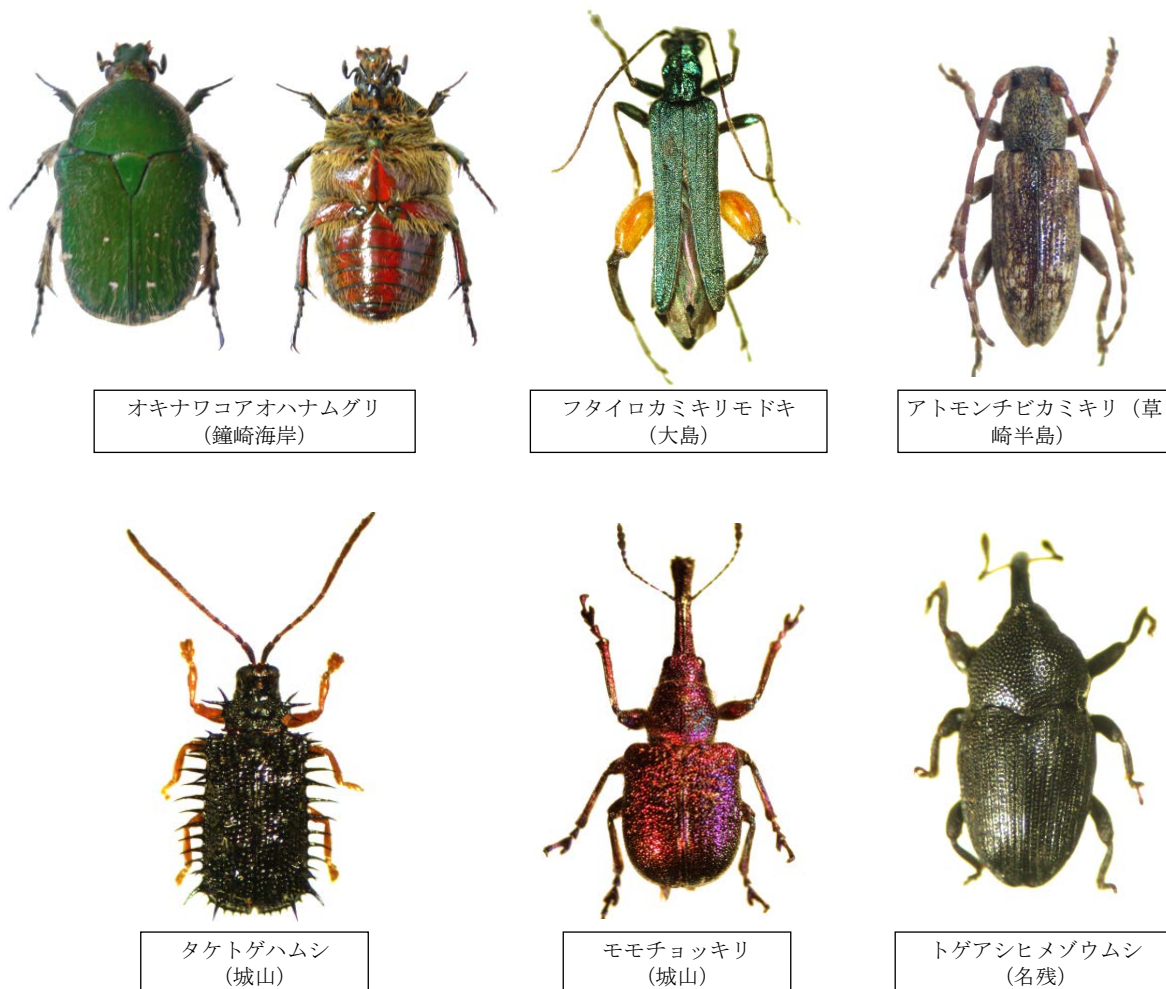 オキナワコアオハナムグリ
(鐘崎海岸)
フタイロカミキリモドキ
(大島)
アトモンチビカミキリ（草
崎半島）
タケトゲハムシ
(城山)
モモチョッキリ
(城山)
トゲアシヒメゾウムシ
(名残)